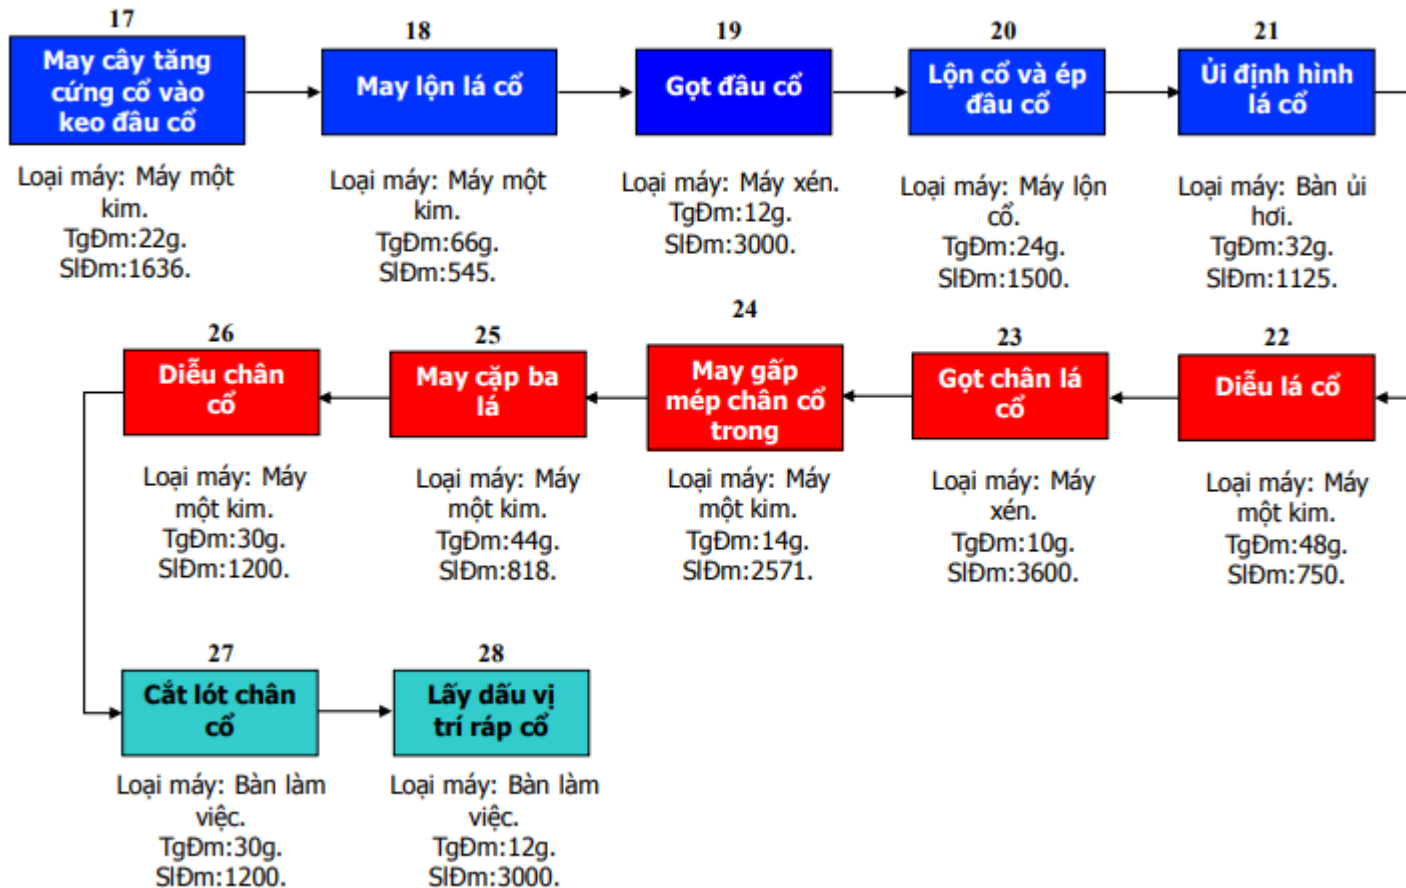 17
May cây tăng
cứng cổ vào
keo đầu cổ
Loại máy: Máy một
kim.
TgĐm:22g.
SlĐm:1636.
18
May lộn lá cổ
Loại máy: Máy một
kim.
TgĐm:66g.
SlĐm:545.
19
Gọt đầu cổ
Loại máy: Máy xén.
TgĐm:12g.
SlĐm:3000.
20
Lộn cổ và ép
đầu cổ
Loại máy: Máy lộn
cổ.
TgĐm:24g.
SlĐm:1500.
21
Ủi định hình
lá cổ
Loại máy: Bàn ủi
hơi.
TgĐm:32g.
SlĐm:1125.
22
Diễu lá cổ
Loại máy: Máy
một kim.
TgĐm:48g.
SlĐm:750.
23
Gọt chân lá
cổ
Loại máy: Máy
xén.
TgĐm:10g.
SlĐm:3600.
24
May gấp
mép chân cổ
trong
Loại máy: Máy
một kim.
TgĐm:14g.
SlĐm:2571.
25
May cặp ba
lá
Loại máy: Máy
một kim.
TgĐm:44g.
SlĐm:818.
26
Diễu chân
cổ
Loại máy: Máy
một kim.
TgĐm:30g.
SlĐm:1200.
27
Cắt lót chân
cổ
Loại máy: Bàn làm
việc.
TgĐm:30g.
SlĐm:1200.
28
Lấy dấu vị
trí ráp cổ
Loại máy: Bàn làm
việc.
TgĐm:12g.
SlĐm:3000.